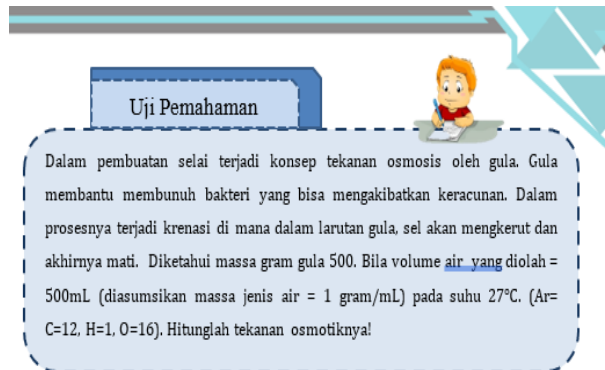 Uji Pemahaman
Dalam pembuatan selai terjadi konsep tekanan osmosis oleh gula. Gula
membantu membunuh bakteri yang bisa mengakibatkan keracunan. Dalam
prosesnya terjadi krenasi di mana dalam larutan gula, sel akan mengkerut dan
akhirnya mati. Diketahui massa gram gula 500. Bila volume air yang diolah =
500mL (diasumsikan massa jenis air = 1 gram/mL) pada suhu 27°C. (Ar=
C=12, H=1, O=16). Hitunglah tekanan osmotiknya!